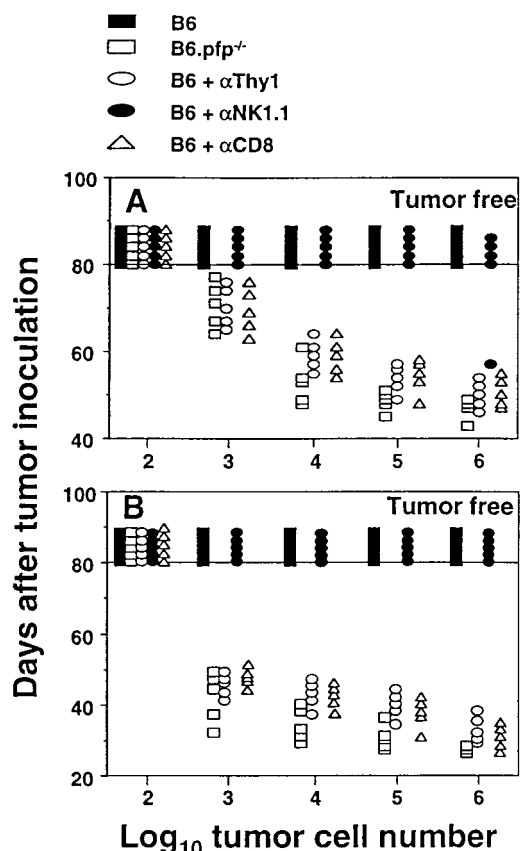 B6
B6.pfp-/-
B6 + αThy1
B6 + αNK1.1
B6 + αCD8
Days after tumor inoculation
100
A
Tumor free
80
60
40
2 3 4 5 6
100
B
Tumor free
80
60
40
20
2 3 4 5 6
Log10 tumor cell number